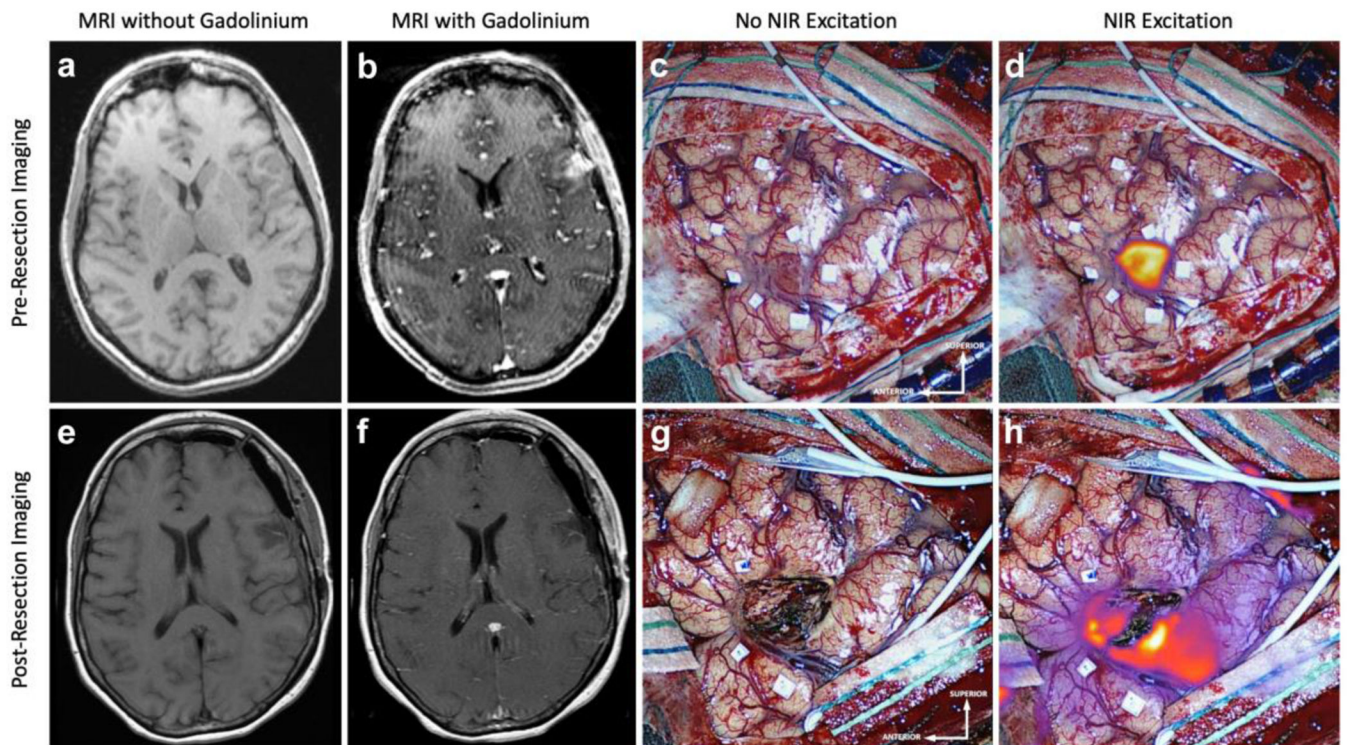 MRI without Gadolinium
MRI with Gadolinium
No NIR Excitation
NIR Excitation
Pre-Resection Imaging
a
b
c
d
SUPERIOR
ANTERIOR
Post-Resection Imaging
e
f
g
h
SUPERIOR
ANTERIOR